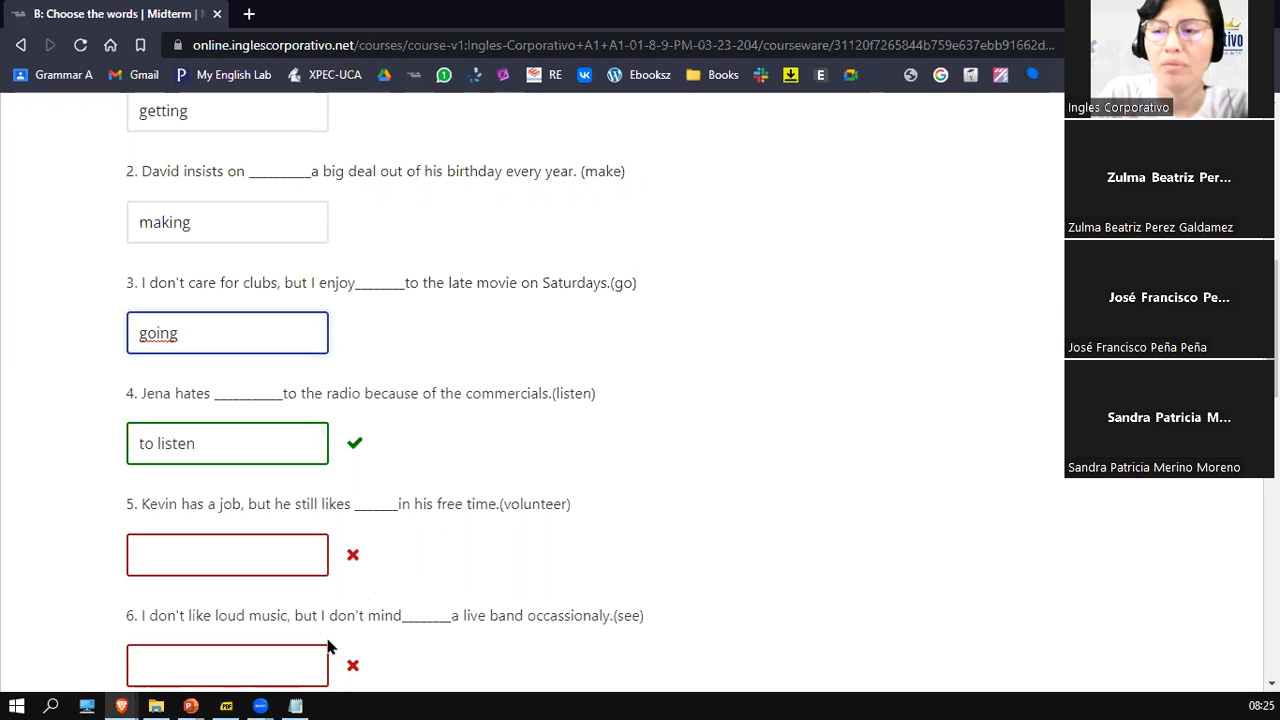 B: Choose the words | Midterm |
online.inglescorporativo.net/courses/course-v1:Ingles-Corporativo+A1+A1-01-8-9-PM-03-23-204/courseware/31120f7265844b759e637ebb91662d...
Grammar A
Gmail
My English Lab
XPEC-UCA
RE
Ebooksz
Books
getting
2. David insists on __________a big deal out of his birthday every year. (make)
making
3. I don't care for clubs, but I enjoy________to the late movie on Saturdays.(go)
going
4. Jena hates ___________to the radio because of the commercials.(listen)
to listen
5. Kevin has a job, but he still likes _______in his free time.(volunteer)
6. I don't like loud music, but I don't mind________a live band occassionaly.(see)
Ingles Corporativo
Zulma Beatriz Per...
Zulma Beatriz Perez Galdamez
José Francisco Pe...
José Francisco Peña Peña
Sandra Patricia M...
Sandra Patricia Merino Moreno
08:25